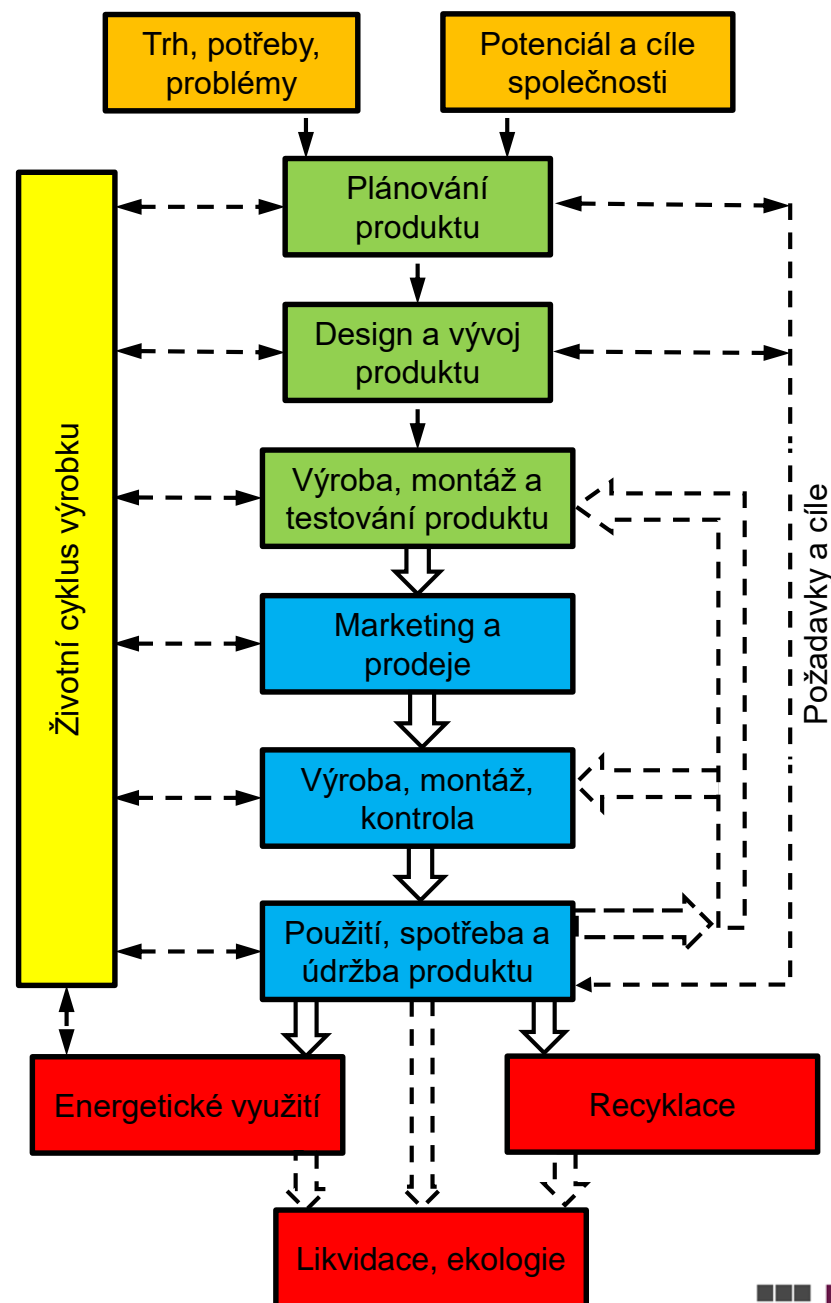 Trh, potřeby,
problémy
Potenciál a cíle
společnosti
Plánování
produktu
Design a vývoj
produktu
Výroba, montáž a
testování produktu
Marketing a
prodeje
Výroba, montáž,
kontrola
Použití, spotřeba a
údržba produktu
Životní cyklus výrobku
Požadavky a cíle
Energetické využití
Recyklace
Likvidace, ekologie